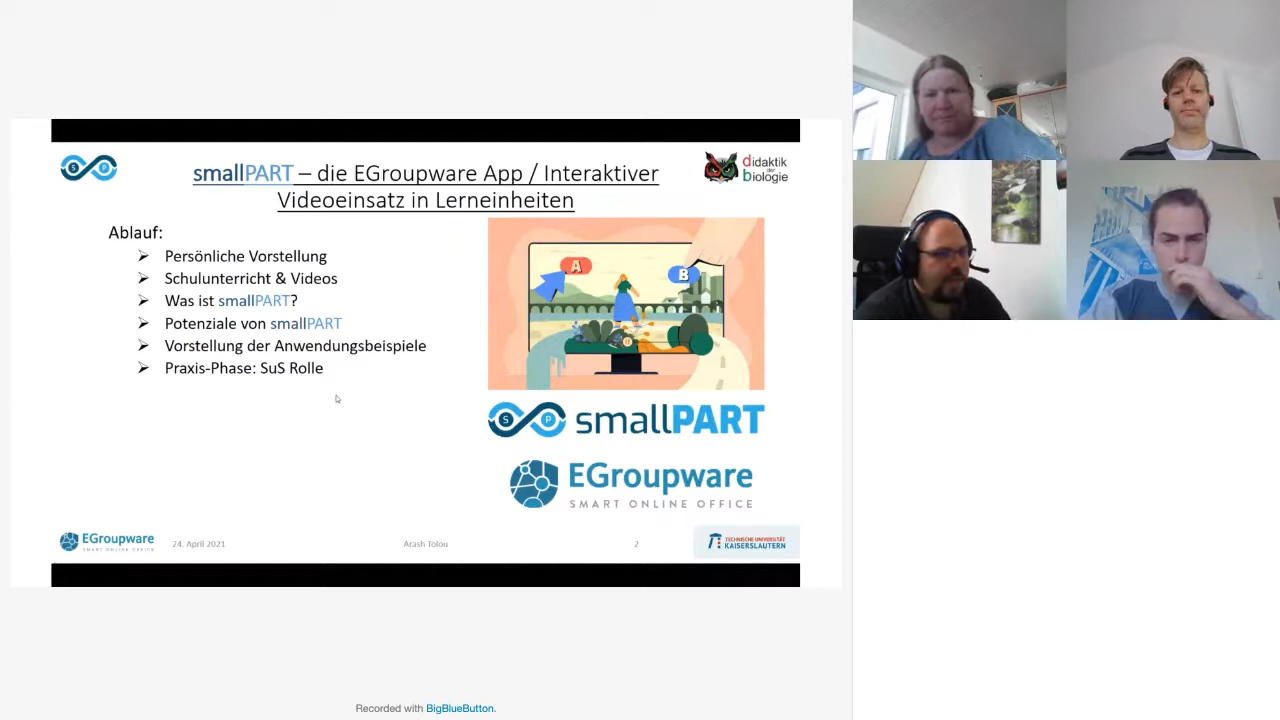 smallPART – die EGroupware App / Interaktiver
Videoeinsatz in Lerneinheiten
S P
didaktik
der
biologie
Ablauf:
Persönliche Vorstellung
Schulunterricht & Videos
Was ist smallPART?
Potenziale von smallPART
Vorstellung der Anwendungsbeispiele
Praxis-Phase: SuS Rolle
A
B
S P smallPART
EGroupware
SMART ONLINE OFFICE
EGroupware
SMART ONLINE OFFICE
24. April 2021
Arash Tolou
2
TECHNISCHE UNIVERSITÄT
KAISERSLAUTERN
Recorded with BigBlueButton.